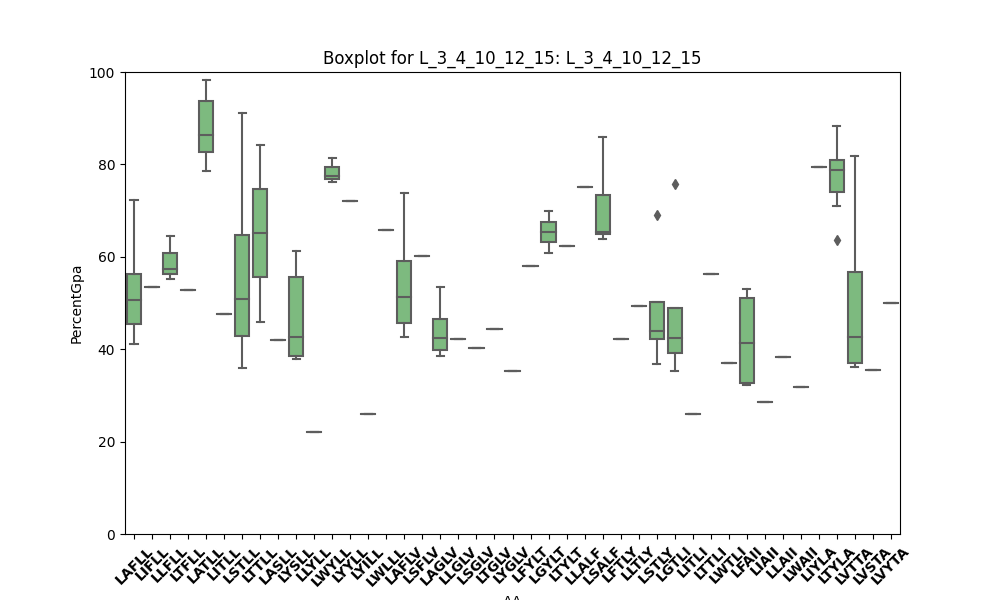 Boxplot for L_3_4_10_12_15: L_3_4_10_12_15
PercentGpa
100
80
60
40
20
0
LAFLL
LIFLL
LLFLL
LTFLL
LATLL
LITLL
LSTLL
LTTLL
LASLL
LYSLL
LLYLL
LWYLL
LYYLL
LYILL
LWLLL
LAFLV
LSFLV
LAGLV
LLGLV
LSGLV
LTGLV
LYGLV
LFYLT
LGYLT
LTYLT
LLALF
LSALF
LFTLY
LLTLY
LSTLY
LGTLI
LITLI
LTTLI
LWTLI
LFAII
LIAII
LLAII
LWAII
LIYLA
LTYLA
LVTTA
LVSTA
LVYTA